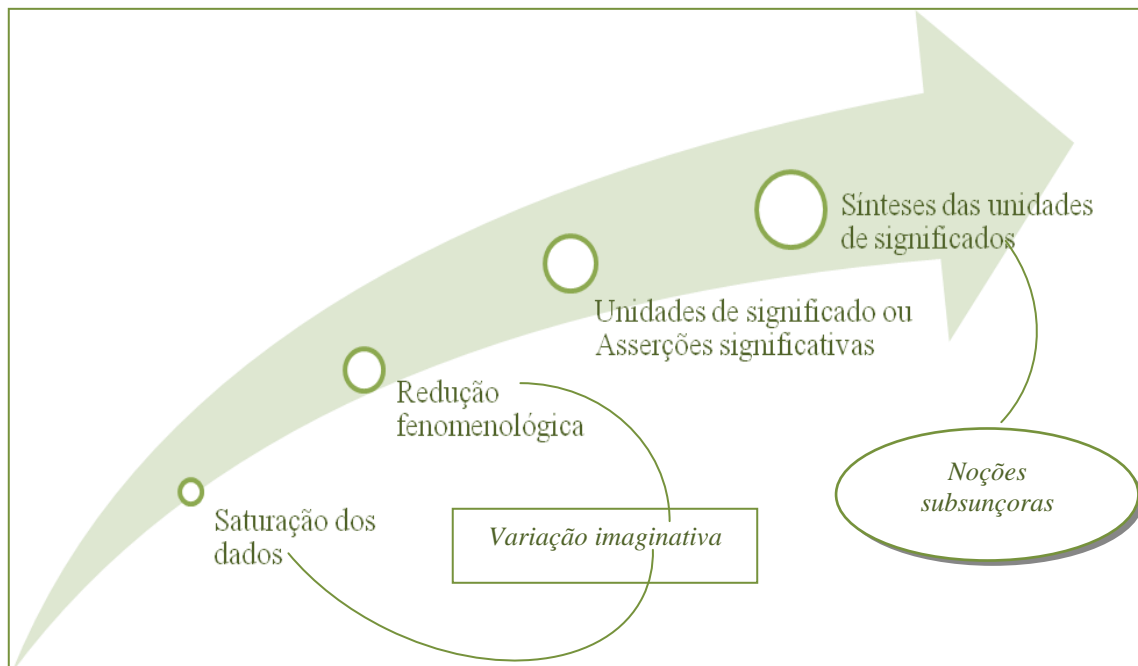 Sínteses das unidades
de significados
Unidades de significado ou
Asserções significativas
Redução
fenomenológica
Saturação dos
dados
Variação imaginativa
Noções
subsunçoras